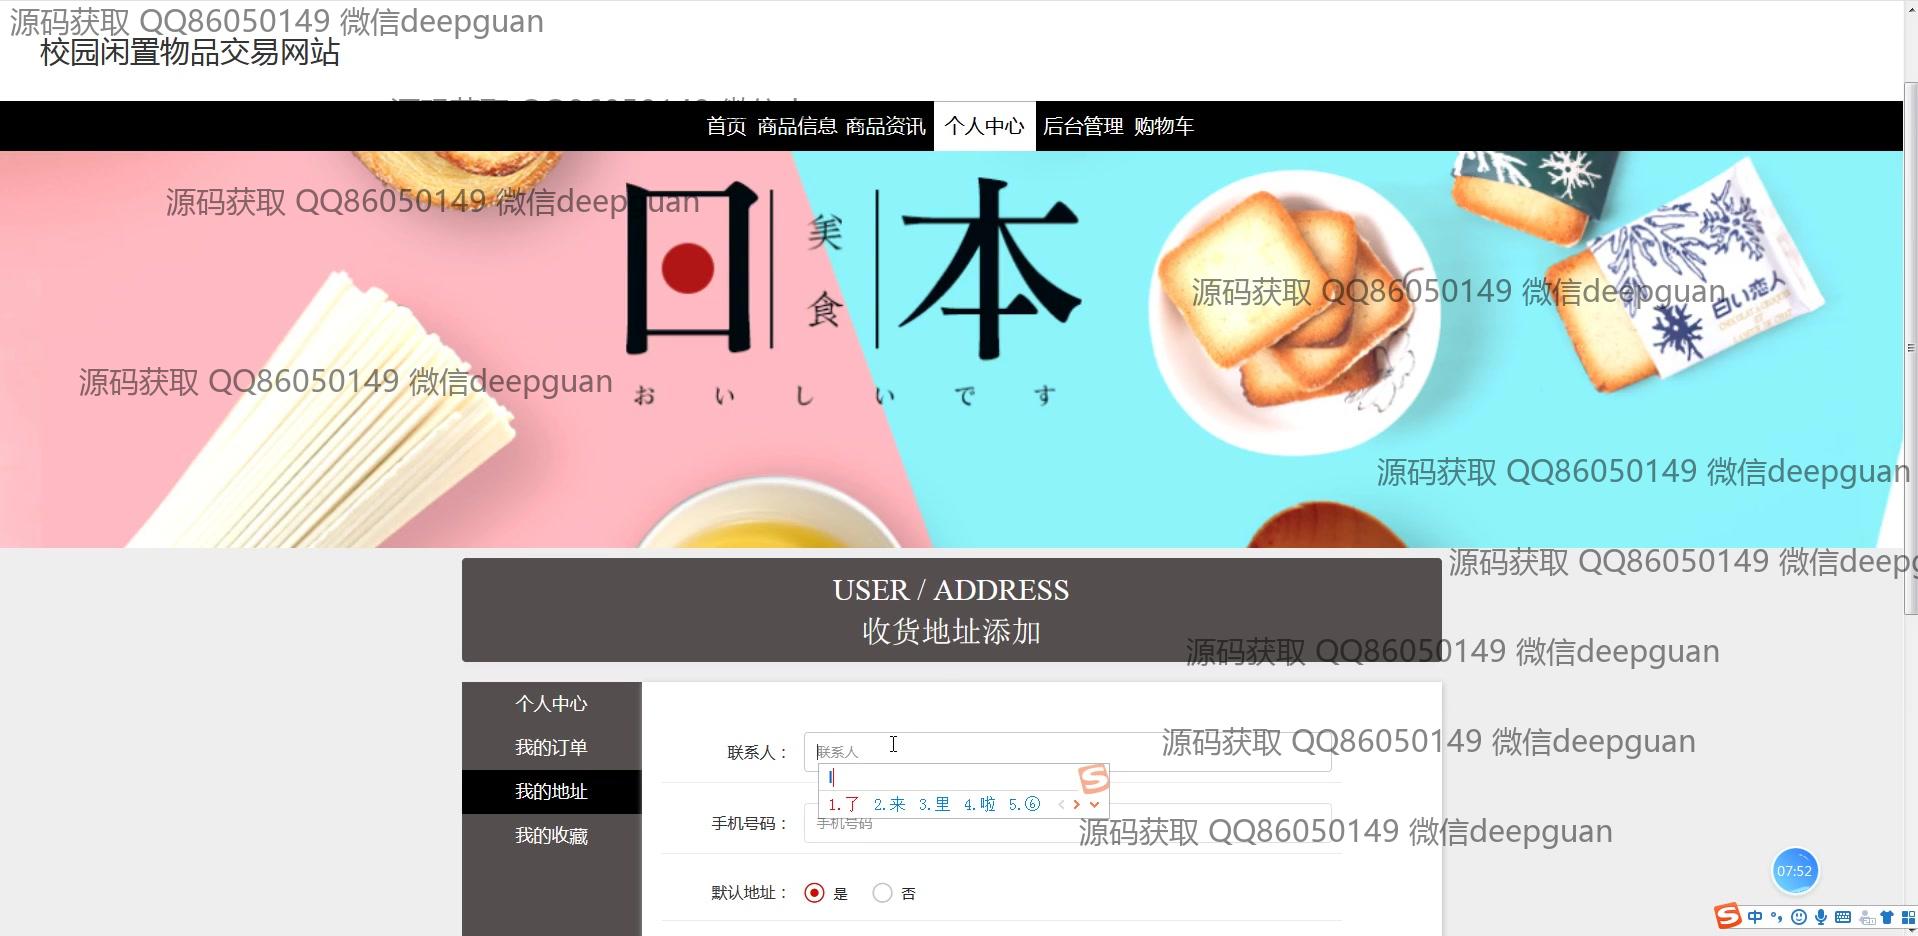 源码获取 QQ86050149 微信deepguan
校园闲置物品交易网站
首页 商品信息 商品资讯 个人中心 后台管理 购物车
源码获取 QQ86050149 微信deepguan
日 美食 本
おいしいです
白い恋人
源码获取 QQ86050149 微信deepguan
源码获取 QQ86050149 微信deepguan
源码获取 QQ86050149 微信deepguan
源码获取 QQ86050149 微信deepg
USER / ADDRESS
收货地址添加
源码获取 QQ86050149 微信deepguan
个人中心
我的订单
我的地址
我的收藏
联系人：
联系人
源码获取 QQ86050149 微信deepguan
l
1.了 2.来 3.里 4.啦 5.⑥
手机号码：
手机号码
源码获取 QQ86050149 微信deepguan
默认地址：
是
否
07:52
中